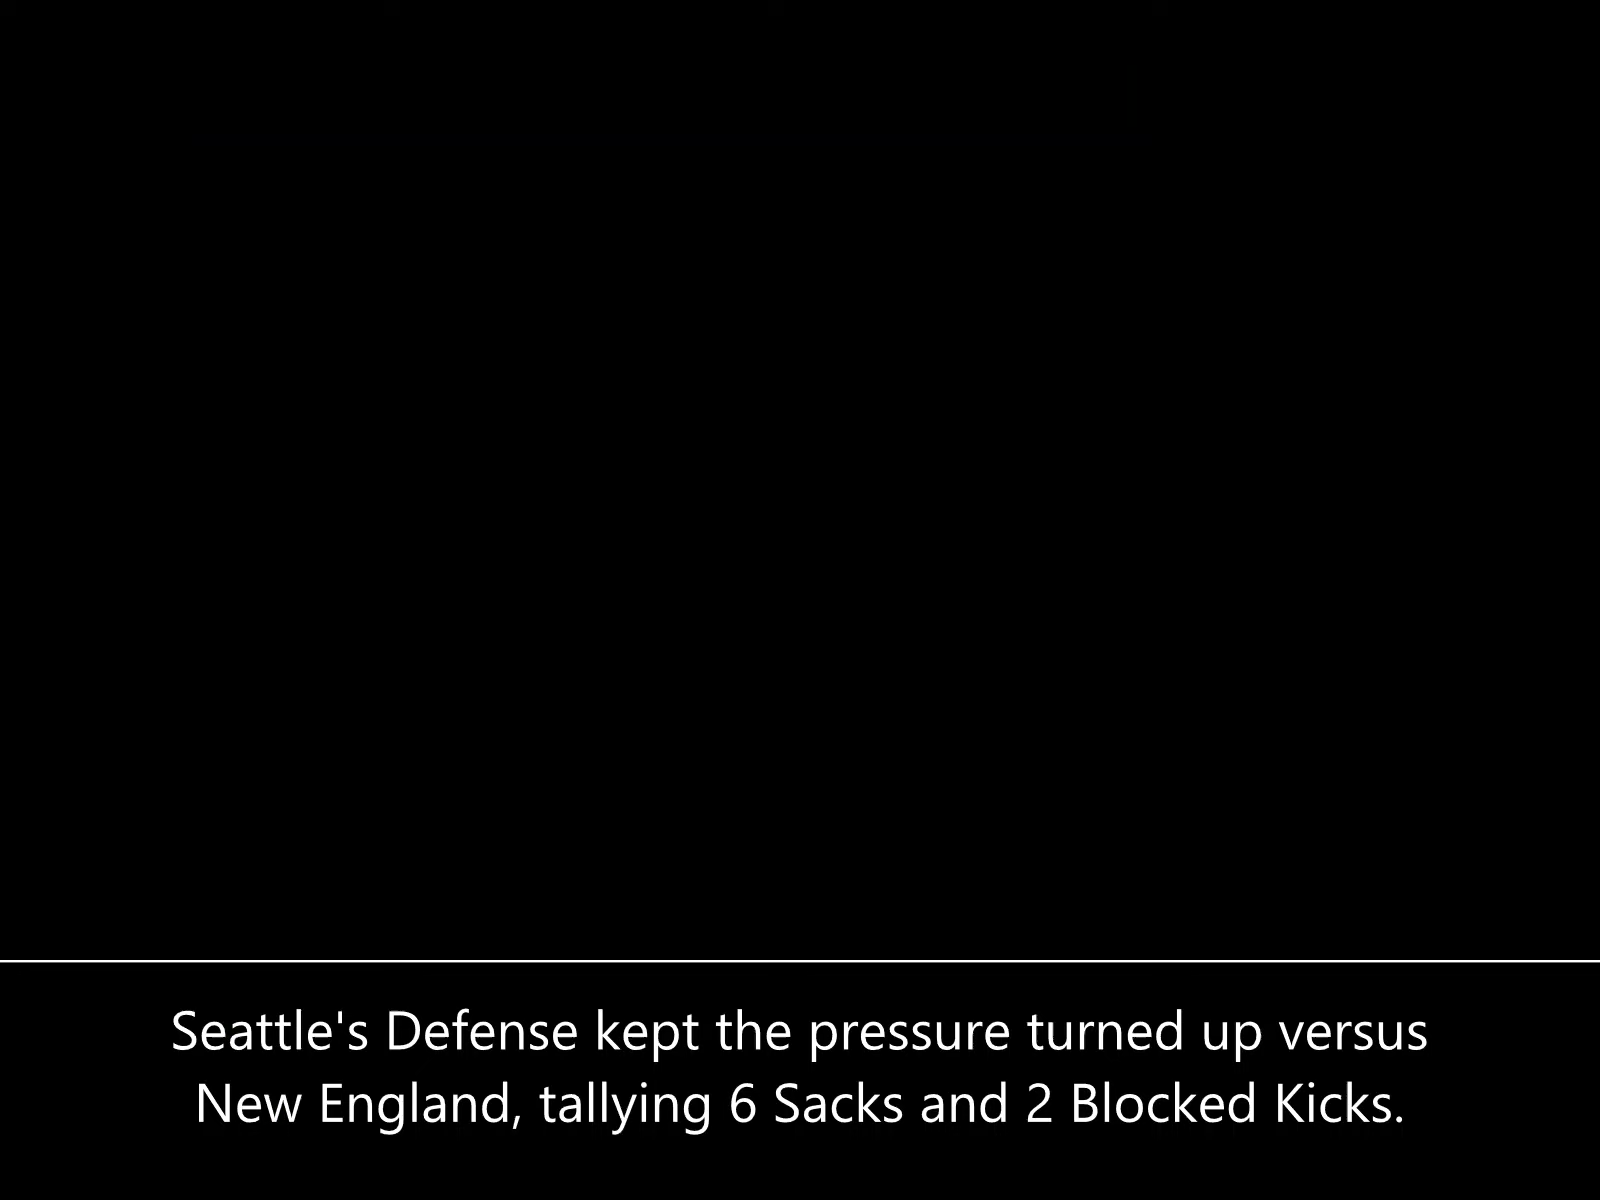 Seattle's Defense kept the pressure turned up versus
New England, tallying 6 Sacks and 2 Blocked Kicks.